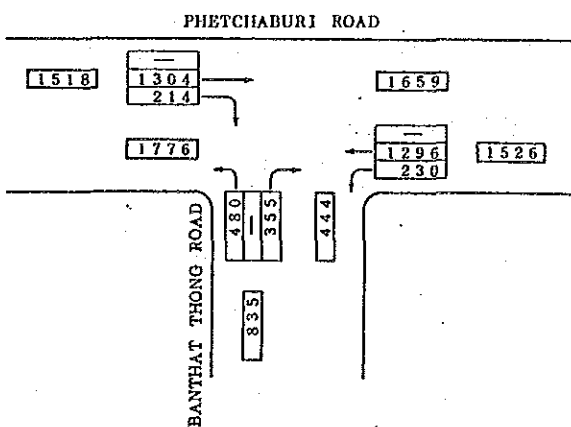 PHETCHABURI ROAD
—
1518 1304 1659
214
—
1776 1296 1526
230
480 — 355 444
835
BANTHAT THONG ROAD